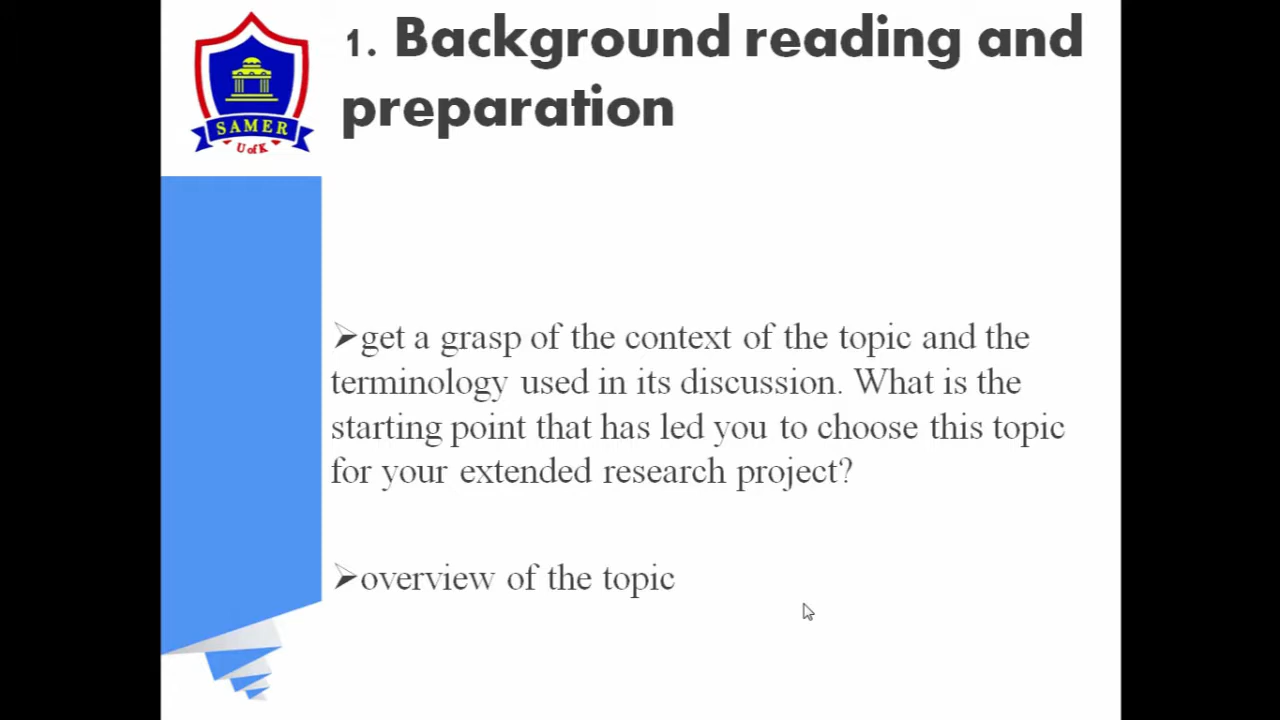 1. Background reading and
preparation
SAMER
U of K
➢get a grasp of the context of the topic and the
terminology used in its discussion. What is the
starting point that has led you to choose this topic
for your extended research project?
➢overview of the topic